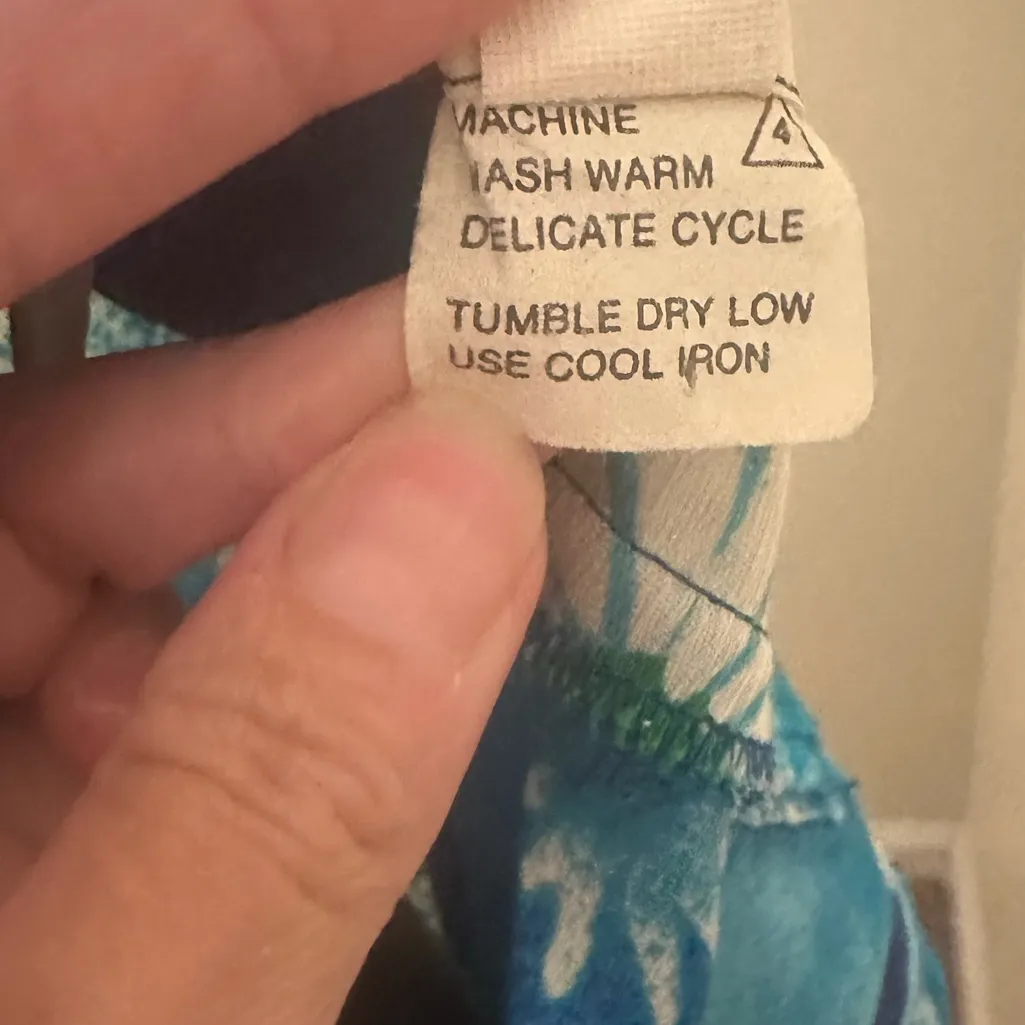 MACHINE
4
WASH WARM
DELICATE CYCLE
TUMBLE DRY LOW
USE COOL IRON